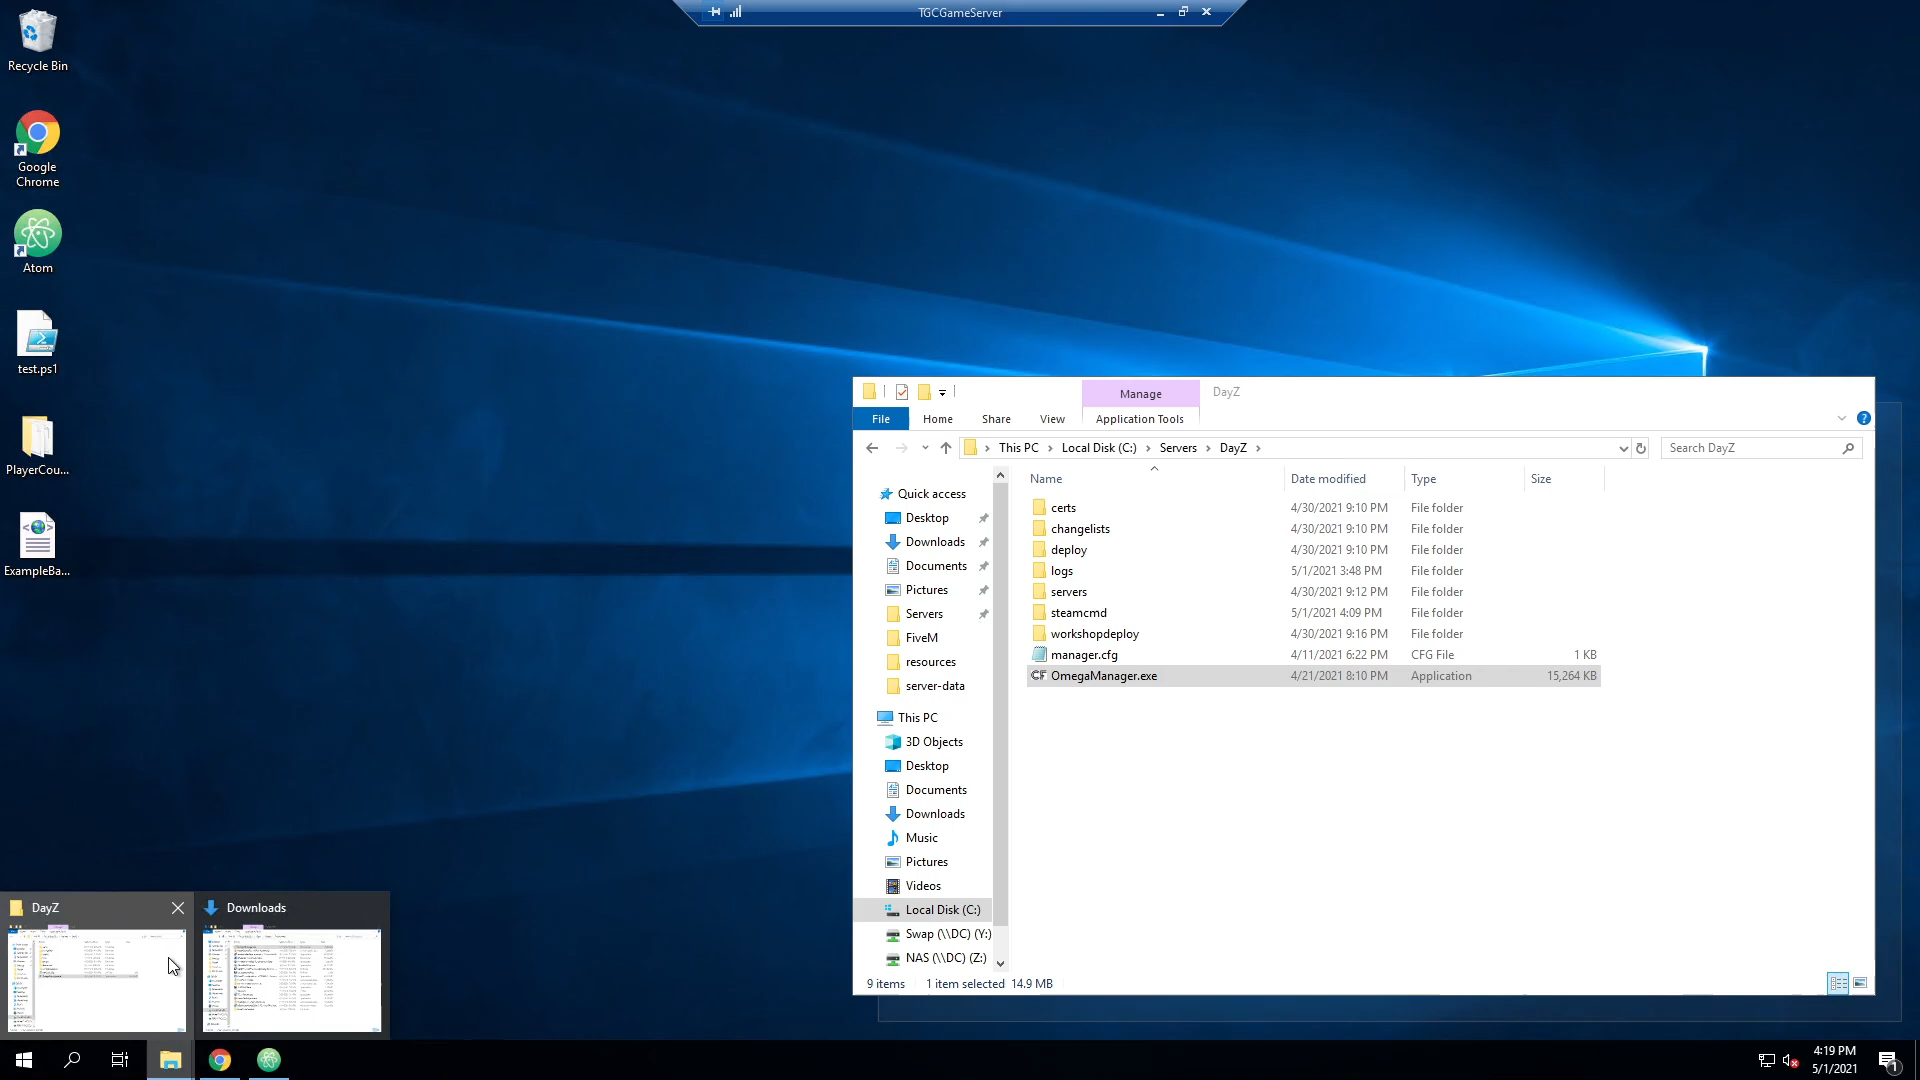 TGCGameServer
Recycle Bin
Google
Chrome
Atom
test.ps1
PlayerCou...
ExampleBa...
Manage
DayZ
File
Home
Share
View
Application Tools
This PC
Local Disk (C:)
Servers
DayZ
Search DayZ
Name
Date modified
Type
Size
Quick access
Desktop
Downloads
Documents
Pictures
Servers
FiveM
resources
server-data
This PC
3D Objects
Desktop
Documents
Downloads
Music
Pictures
Videos
Local Disk (C:)
Swap (\\DC) (Y:)
NAS (\\DC) (Z:)
certs 4/30/2021 9:10 PM File folder
changelists 4/30/2021 9:10 PM File folder
deploy 4/30/2021 9:10 PM File folder
logs 5/1/2021 3:48 PM File folder
servers 4/30/2021 9:12 PM File folder
steamcmd 5/1/2021 4:09 PM File folder
workshopdeploy 4/30/2021 9:16 PM File folder
manager.cfg 4/11/2021 6:22 PM CFG File 1 KB
OmegaManager.exe 4/21/2021 8:10 PM Application 15,264 KB
9 items 1 item selected 14.9 MB
DayZ
Downloads
4:19 PM
5/1/2021
1